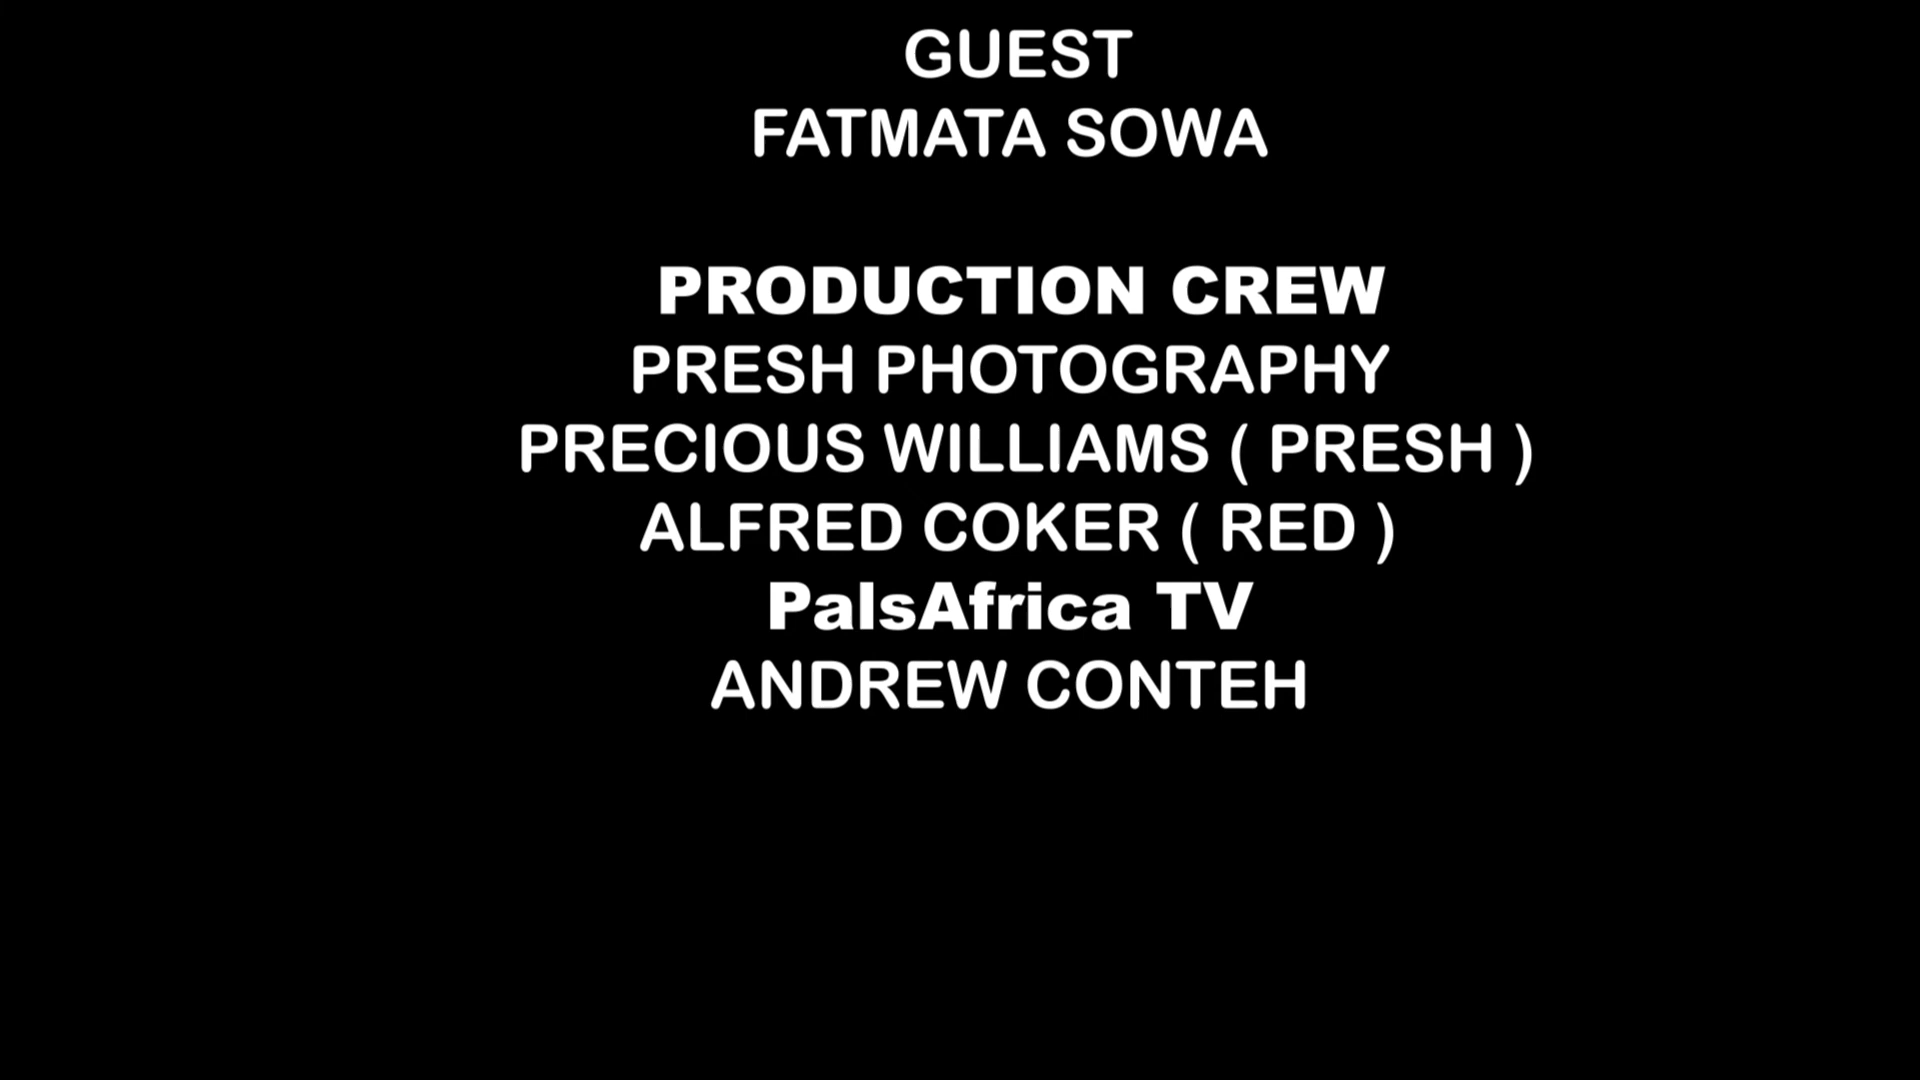 GUEST
FATMATA SOWA
PRODUCTION CREW
PRESH PHOTOGRAPHY
PRECIOUS WILLIAMS ( PRESH )
ALFRED COKER ( RED )
PalsAfrica TV
ANDREW CONTEH